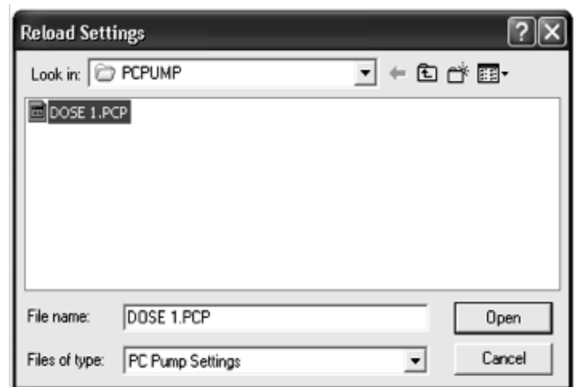 Reload Settings
Look in: PCPUMP
DOSE 1.PCP
File name: DOSE 1.PCP Open
Files of type: PC Pump Settings Cancel